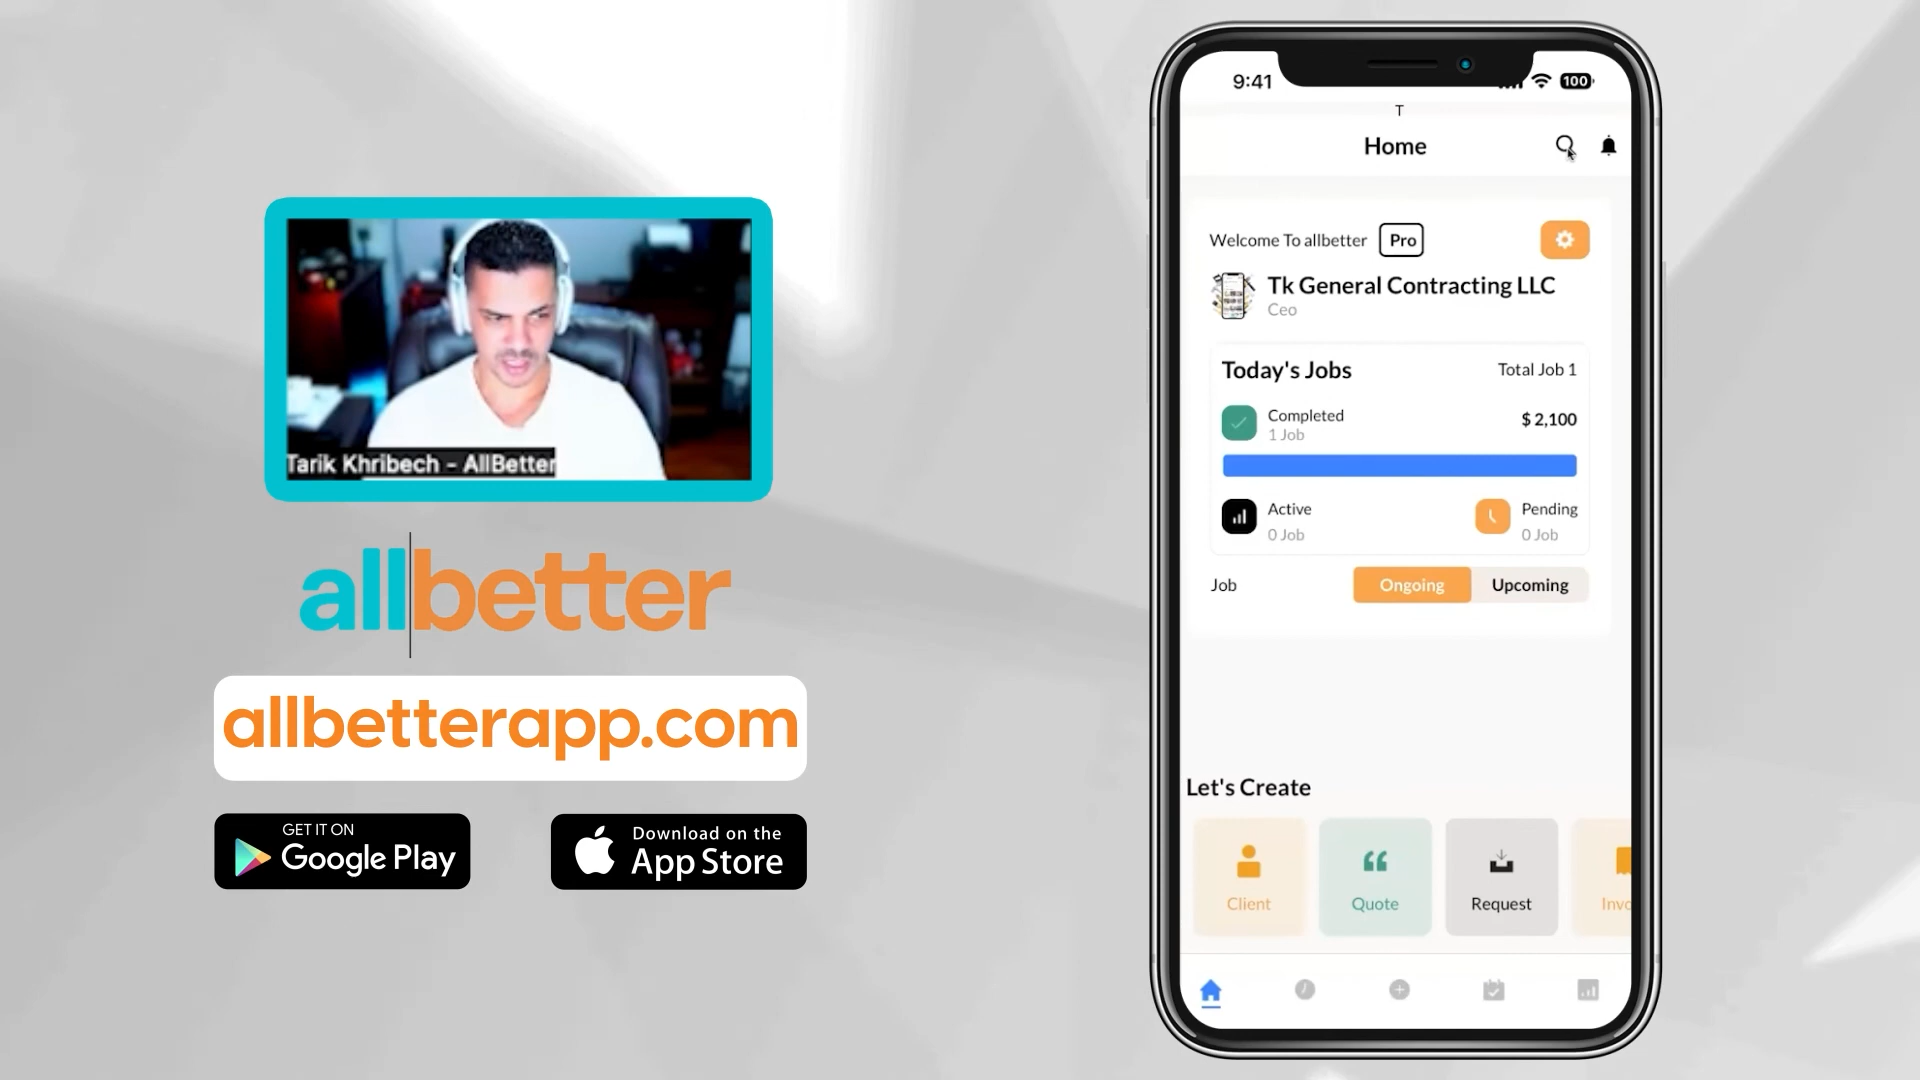 Tarik Khribech - AllBetter
allbetter
allbetterapp.com
GET IT ON
Google Play
Download on the
App Store
9:41
100
T
Home
Welcome To allbetter
Pro
Tk General Contracting LLC
Ceo
Today's Jobs
Total Job 1
Completed
$ 2,100
1 Job
Active
Pending
0 Job
0 Job
Job
Ongoing
Upcoming
Let's Create
Client
Quote
Request
Invo